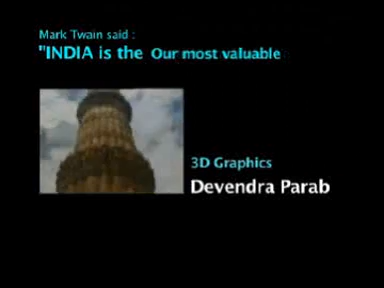 Mark Twain said :
"INDIA is the Our most valuable
3D Graphics
Devendra Parab